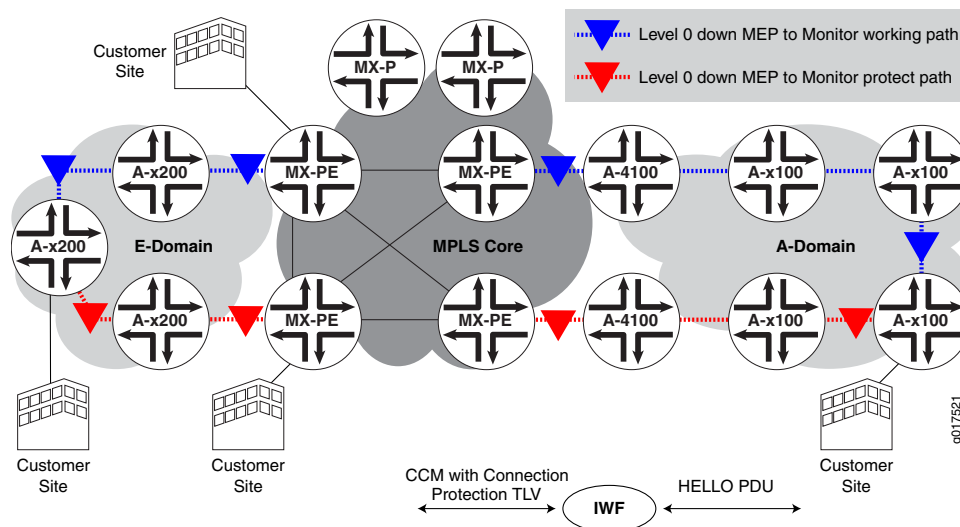 Customer
Site
MX-P
MX-P
Level 0 down MEP to Monitor working path
Level 0 down MEP to Monitor protect path
A-x200
MX-PE
MX-PE
A-4100
A-x100
A-x100
A-x200
E-Domain
MPLS Core
A-Domain
A-x200
MX-PE
MX-PE
A-4100
A-x100
A-x100
g017521
Customer
Site
Customer
Site
Customer
Site
CCM with Connection
Protection TLV
IWF
HELLO PDU